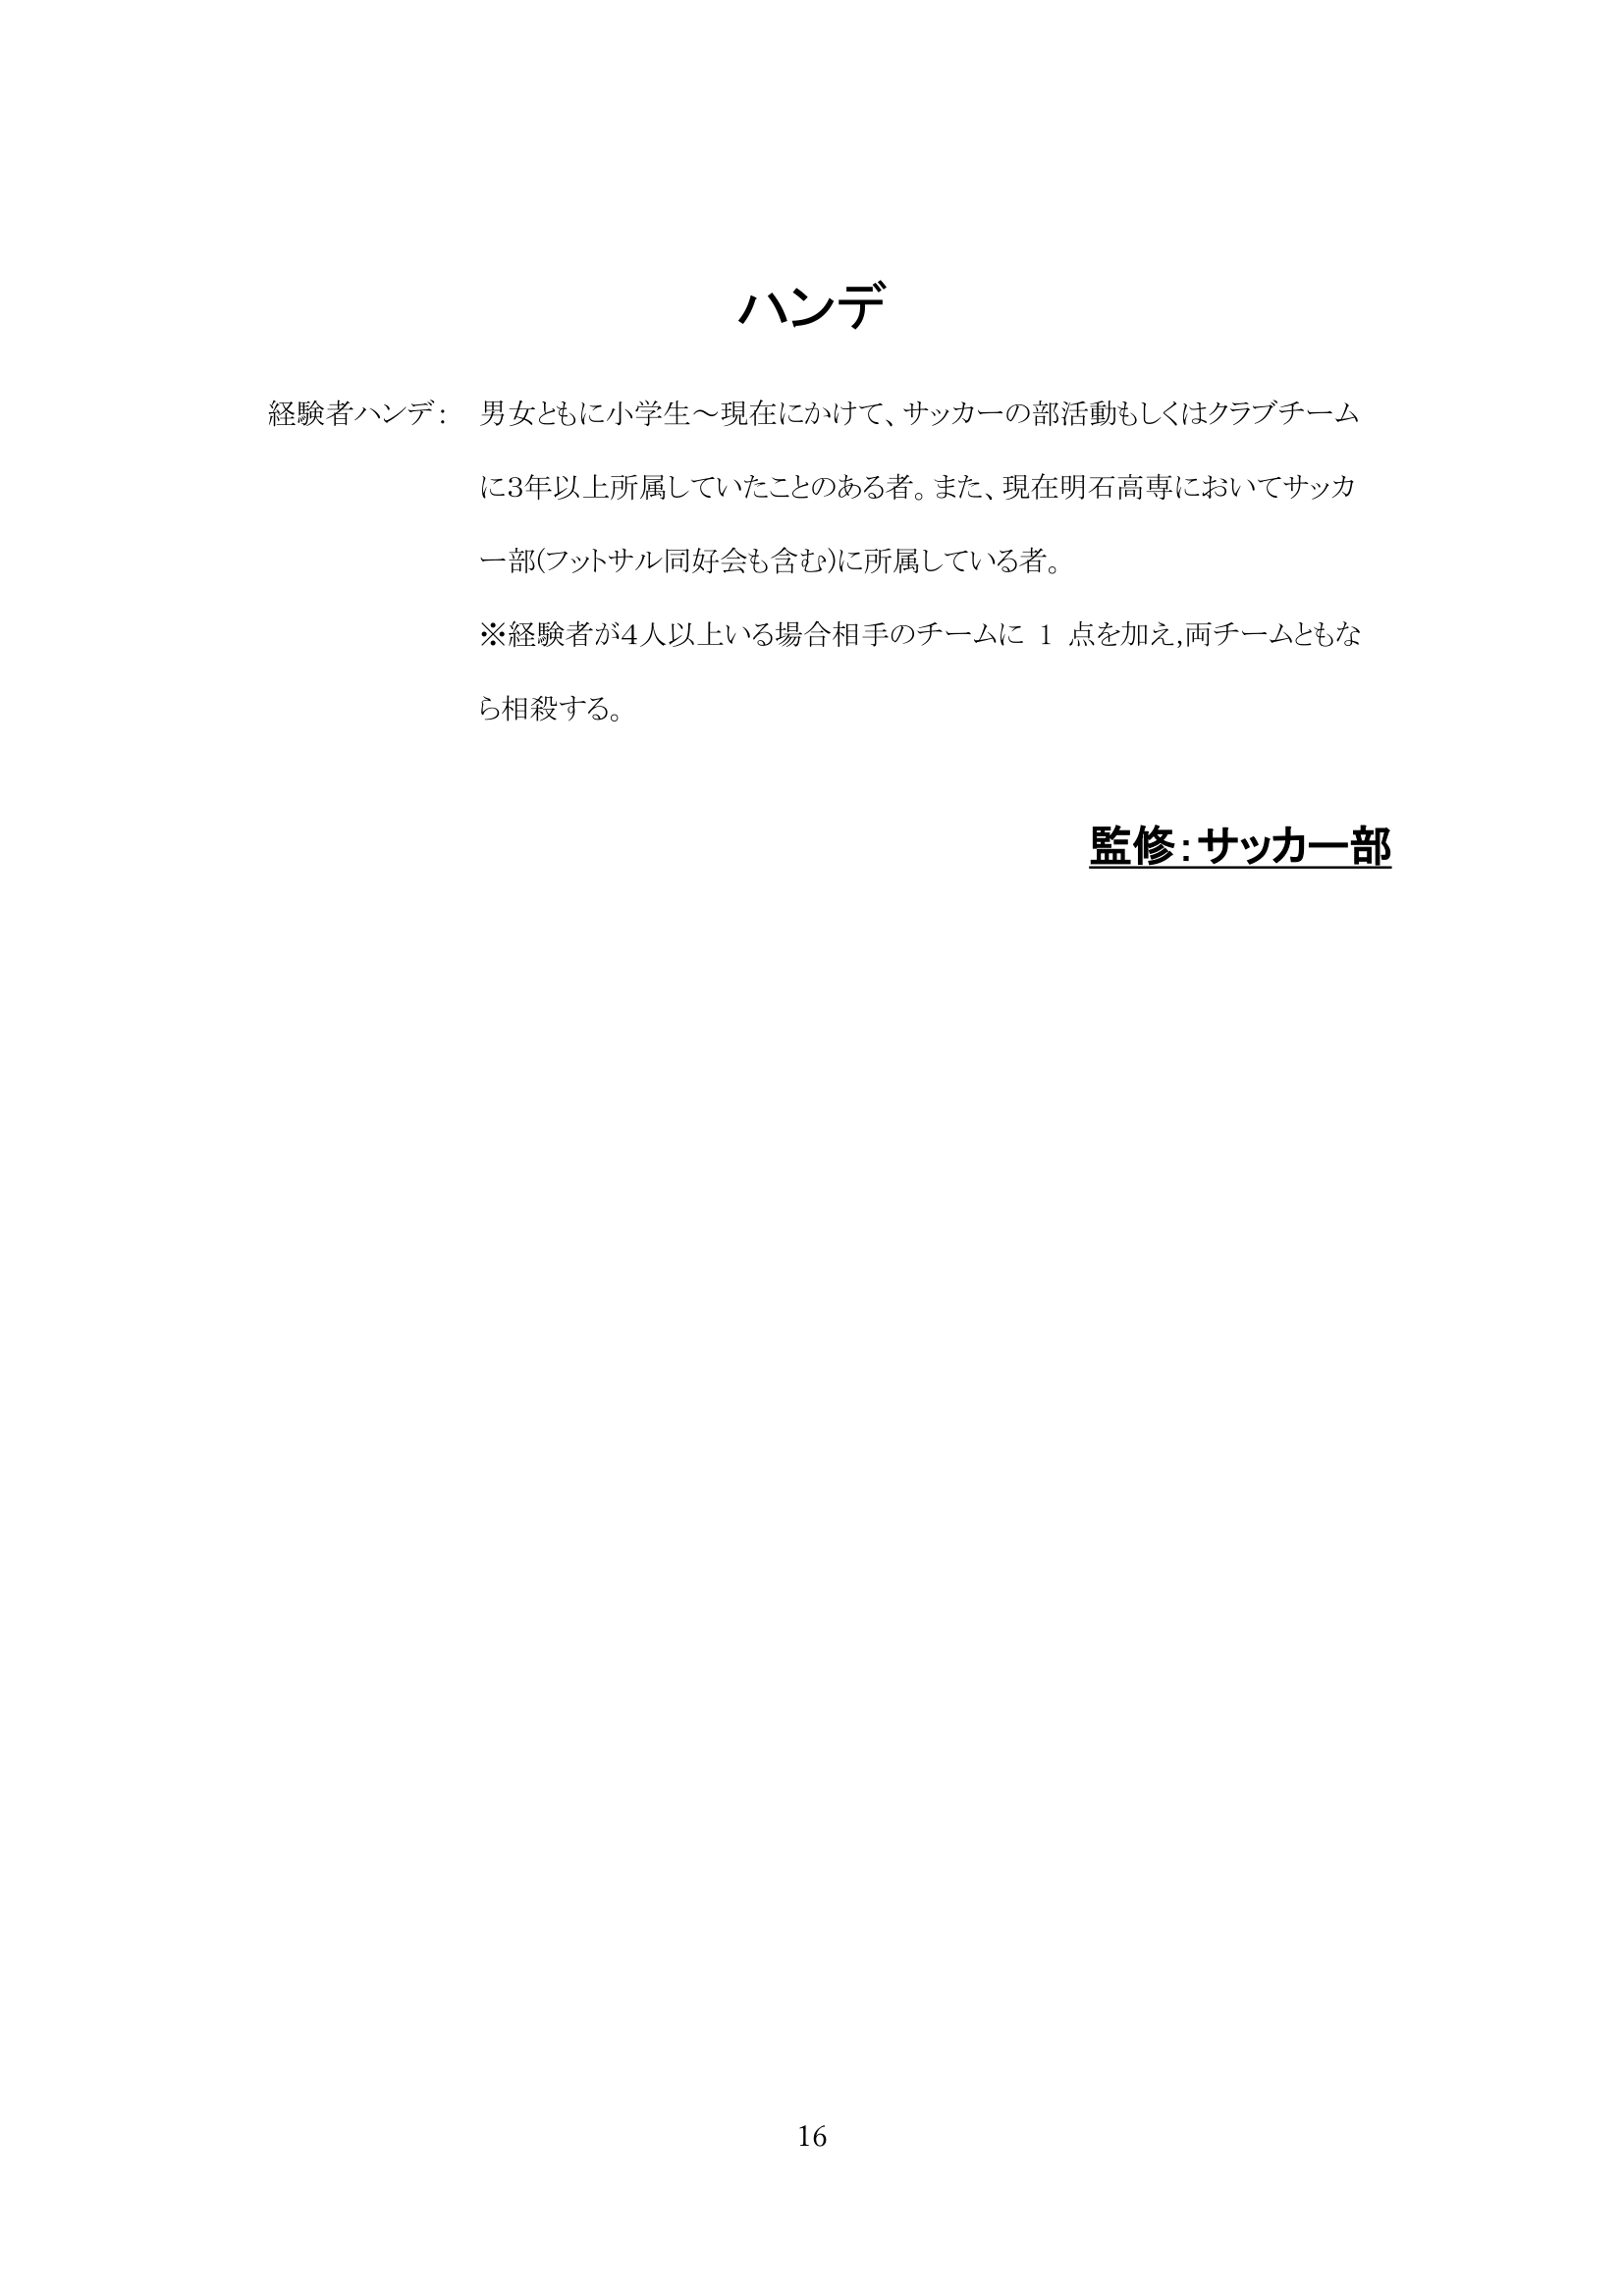 ハンデ
経験者ハンデ： 男女ともに小学生～現在にかけて、サッカーの部活動もしくはクラブチーム
に3年以上所属していたことのある者。また、現在明石高専においてサッカ
ー部(フットサル同好会も含む)に所属している者。
※経験者が4人以上いる場合相手のチームに 1 点を加え,両チームともな
ら相殺する。
監修：サッカー部
16